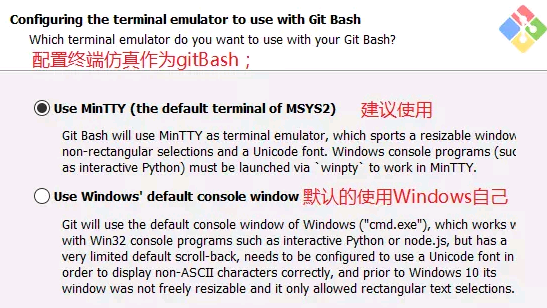 Configuring the terminal emulator to use with Git Bash
Which terminal emulator do you want to use with your Git Bash?
配置终端仿真作为gitBash；
Use MinTTY (the default terminal of MSYS2) 建议使用
Git Bash will use MinTTY as terminal emulator, which sports a resizable window,
non-rectangular selections and a Unicode font. Windows console programs (suc
as interactive Python) must be launched via `winpty` to work in MinTTY.
Use Windows' default console window 默认的使用Windows自己
Git will use the default console window of Windows ("cmd.exe"), which works w
with Win32 console programs such as interactive Python or node.js, but has a
very limited default scroll-back, needs to be configured to use a Unicode font in
order to display non-ASCII characters correctly, and prior to Windows 10 its
window was not freely resizable and it only allowed rectangular text selections.